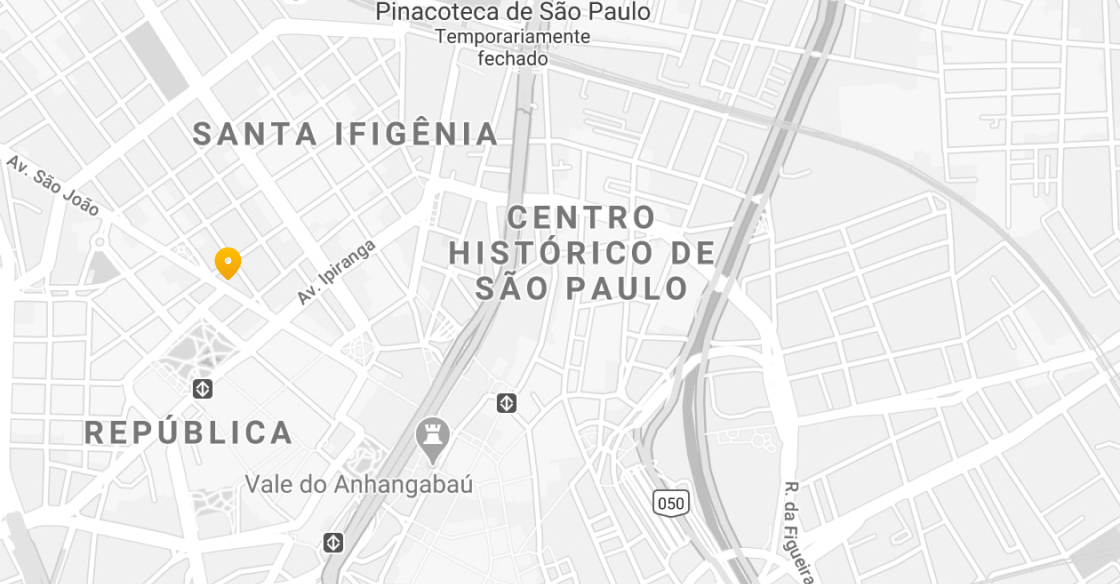 Pinacoteca de São Paulo
Temporariamente
fechado
SANTA IFIGÊNIA
Av. São João
CENTRO
HISTÓRICO DE
SÃO PAULO
Av. Ipiranga
REPÚBLICA
Vale do Anhangabaú
050
R. da Figueira